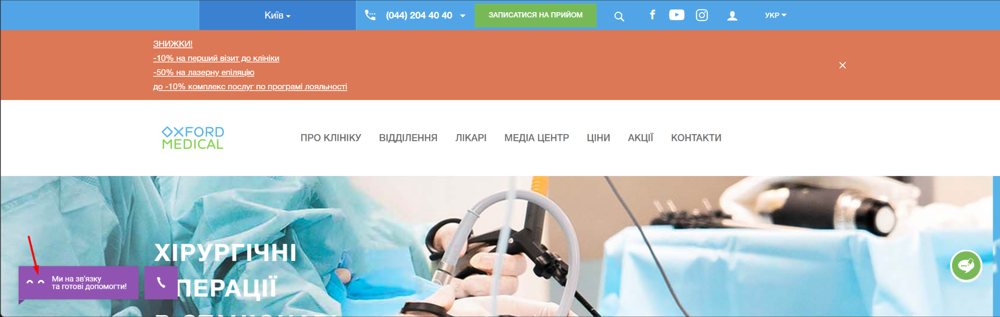 Київ
(044) 204 40 40
ЗАПИСАТИСЯ НА ПРИЙОМ
УКР
ЗНИЖКИ!
-10% на перший візит до клініки
-50% на лазерну епіляцію
до -10% комплекс послуг по програмі лояльності
OXFORD
MEDICAL
ПРО КЛІНІКУ ВІДДІЛЕННЯ ЛІКАРІ МЕДІА ЦЕНТР ЦІНИ АКЦІЇ КОНТАКТИ
ХІРУРГІЧНІ
ПЕРАЦІЇ
Ми на зв'язку
та готові допомогти!